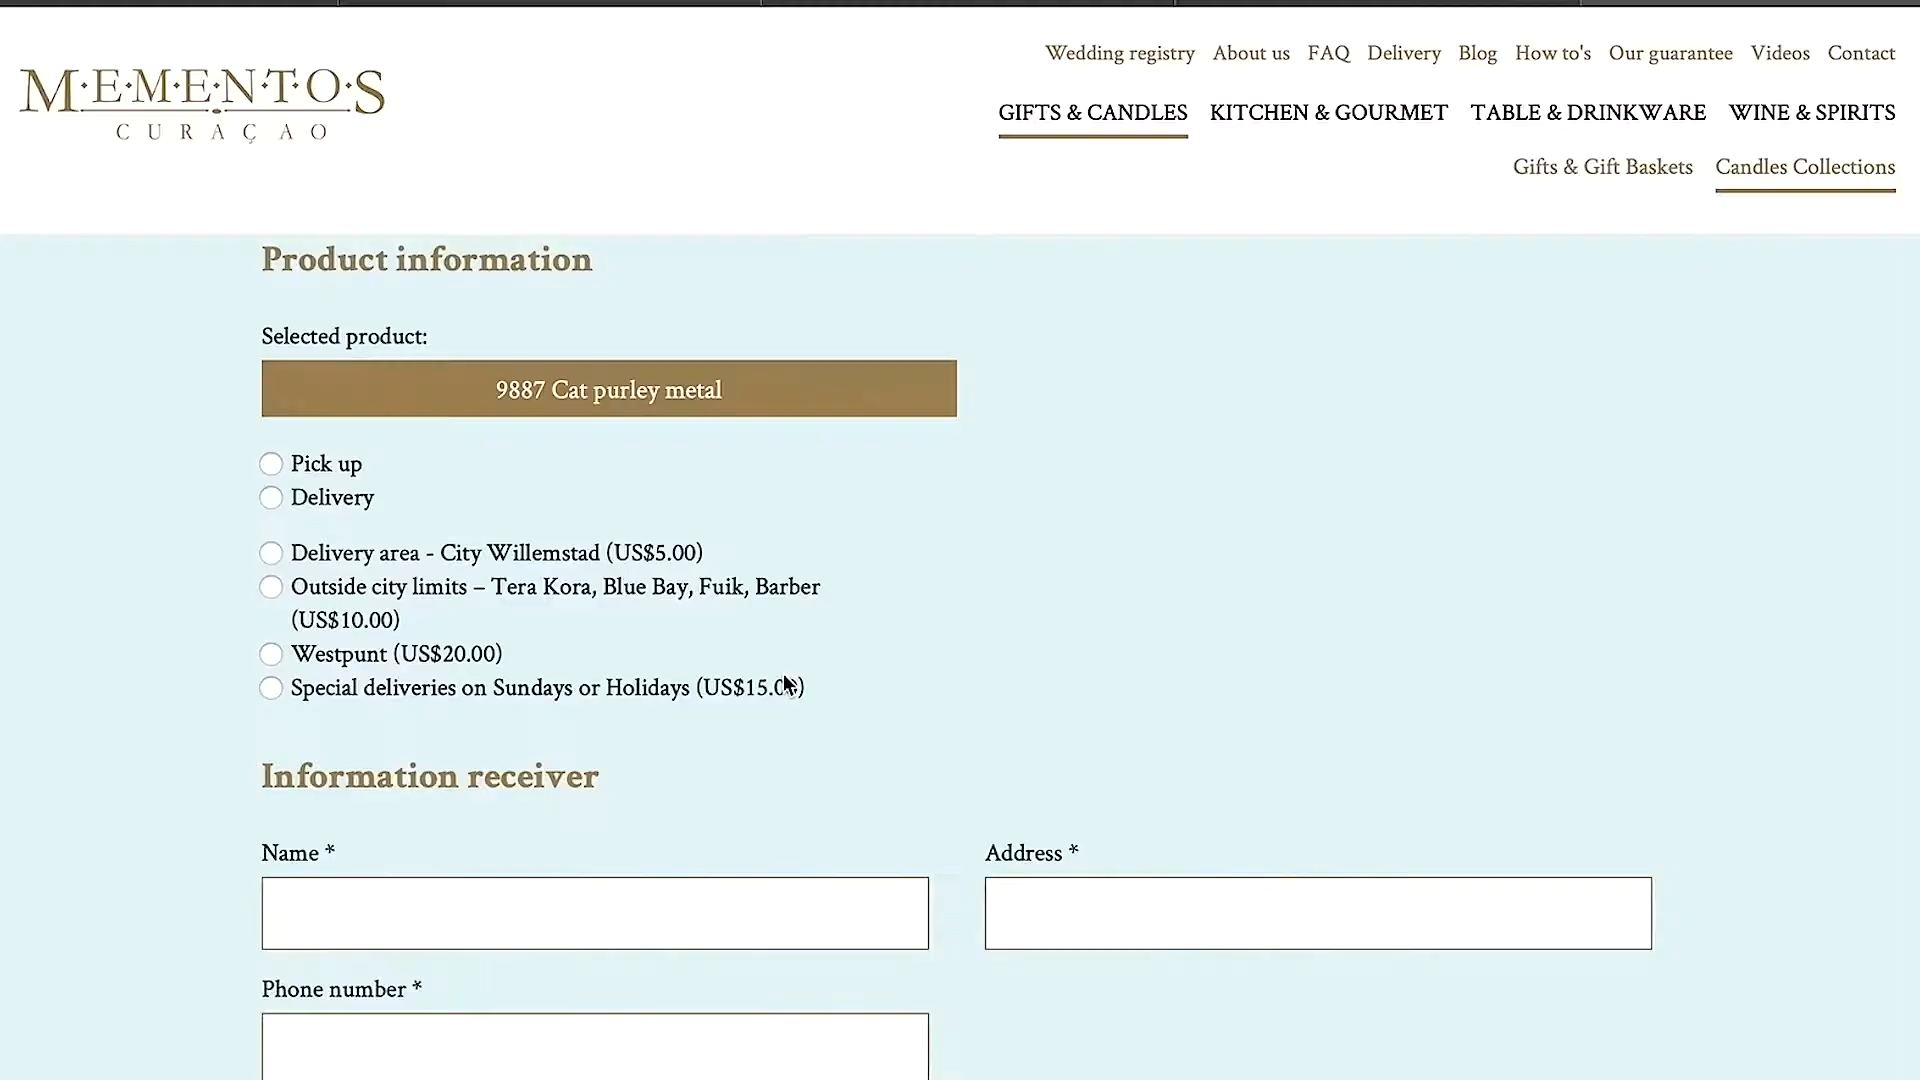 Wedding registry About us FAQ Delivery Blog How to's Our guarantee Videos Contact
M·E·M·E·N·T·O·S
CURAÇAO
GIFTS & CANDLES KITCHEN & GOURMET TABLE & DRINKWARE WINE & SPIRITS
Gifts & Gift Baskets Candles Collections
Product information
Selected product:
9887 Cat purley metal
Pick up
Delivery
Delivery area - City Willemstad (US$5.00)
Outside city limits – Tera Kora, Blue Bay, Fuik, Barber
(US$10.00)
Westpunt (US$20.00)
Special deliveries on Sundays or Holidays (US$15.00)
Information receiver
Name * Address *
Phone number *